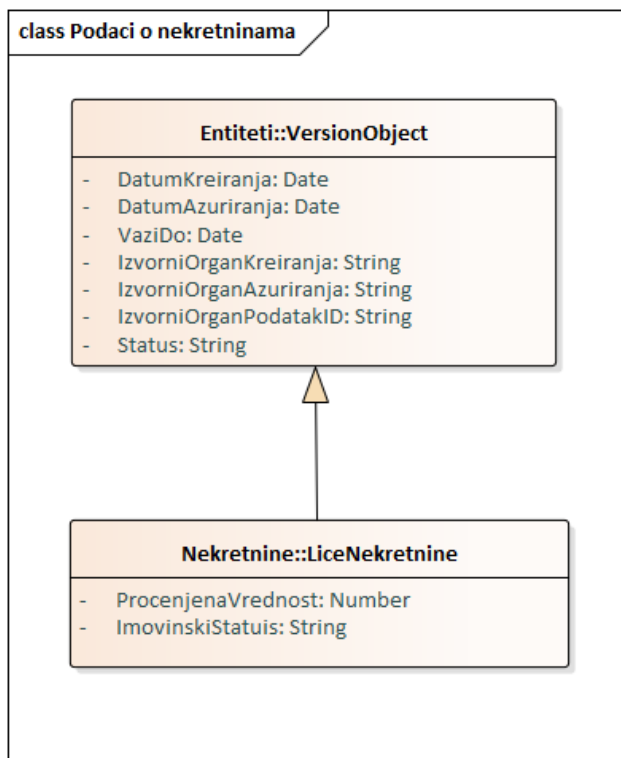 class Podaci o nekretninama
Entiteti::VersionObject
- DatumKreiranja: Date
- DatumAzuriranja: Date
- VaziDo: Date
- IzvorniOrganKreiranja: String
- IzvorniOrganAzuriranja: String
- IzvorniOrganPodatakID: String
- Status: String
Nekretnine::LiceNekretnine
- ProcenjenaVrednost: Number
- ImovinskiStatuis: String